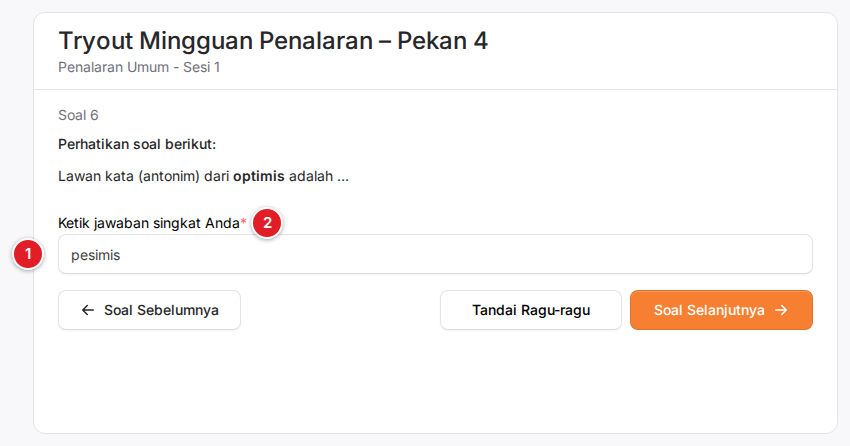 Tryout Mingguan Penalaran – Pekan 4
Penalaran Umum - Sesi 1
Soal 6
Perhatikan soal berikut:
Lawan kata (antonim) dari optimis adalah ...
Ketik jawaban singkat Anda* 2
1 pesimis
← Soal Sebelumnya Tandai Ragu-ragu Soal Selanjutnya →